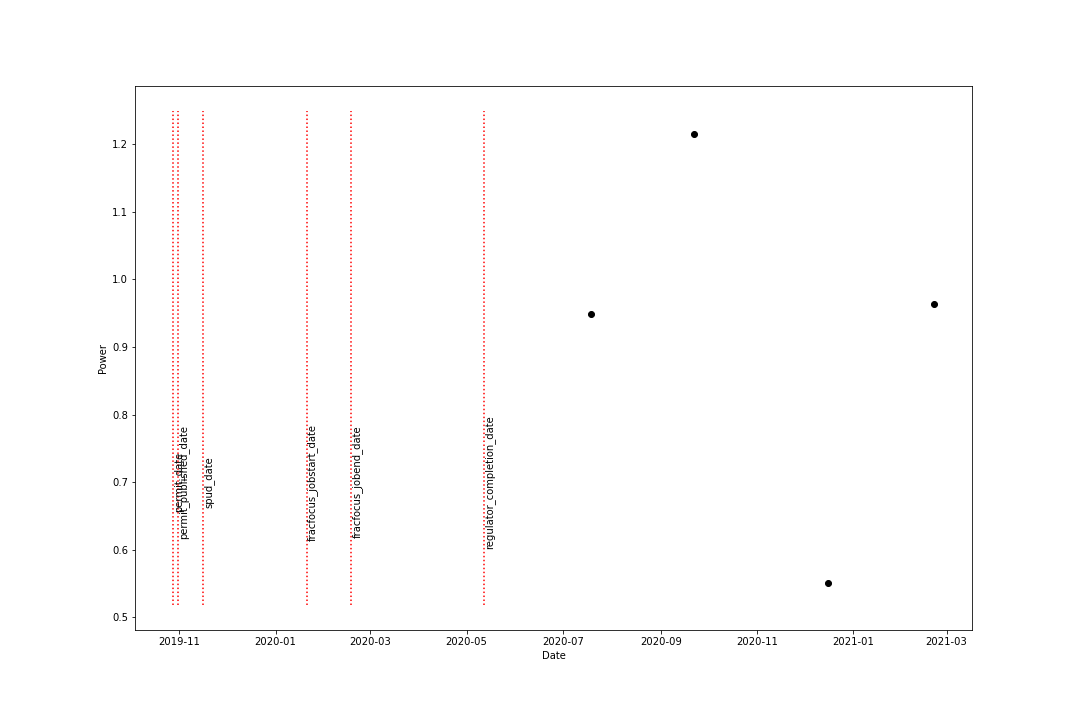 1.2
1.1
1.0
0.9
0.8
0.7
0.6
0.5
Power
permit_date
permit_published_date
spud_date
fracfocus_jobstart_date
fracfocus_jobend_date
regulator_completion_date
2019-11
2020-01
2020-03
2020-05
2020-07
2020-09
2020-11
2021-01
2021-03
Date